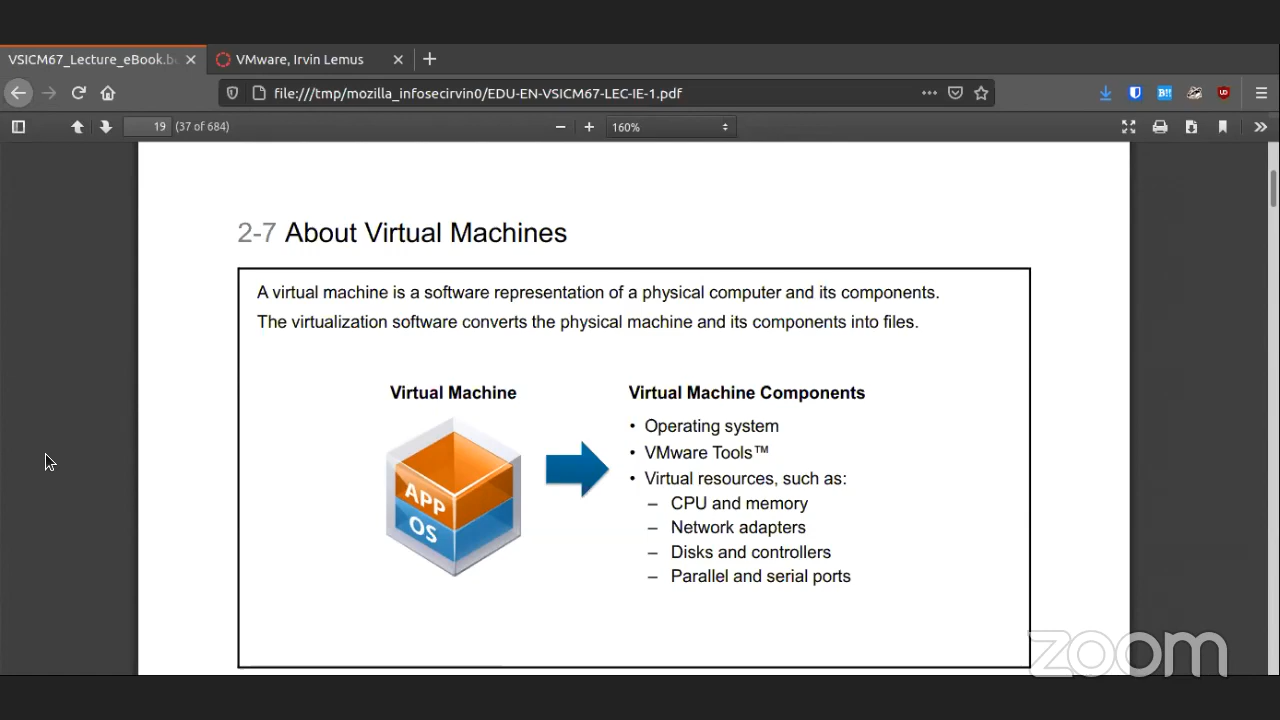 VSICM67_Lecture_eBook.b
VMware, Irvin Lemus
file:///tmp/mozilla_infosecirvin0/EDU-EN-VSICM67-LEC-IE-1.pdf
19 (37 of 684)
160%
2-7 About Virtual Machines
A virtual machine is a software representation of a physical computer and its components.
The virtualization software converts the physical machine and its components into files.
Virtual Machine
APP
OS
Virtual Machine Components
• Operating system
• VMware Tools™
• Virtual resources, such as:
– CPU and memory
– Network adapters
– Disks and controllers
– Parallel and serial ports
zoom